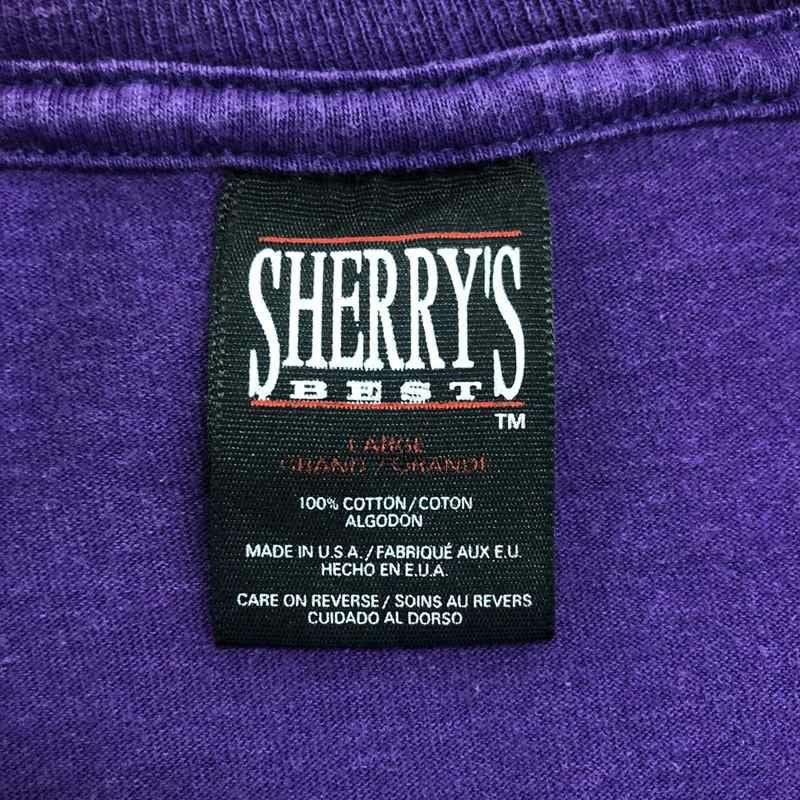 SHERRY'S
BEST
TM
LARGE
GRAND / GRANDE
100% COTTON/COTON
ALGODON
MADE IN U.S.A./FABRIQUÉ AUX E.U.
HECHO EN E.U.A.
CARE ON REVERSE/ SOINS AU REVERS
CUIDADO AL DORSO